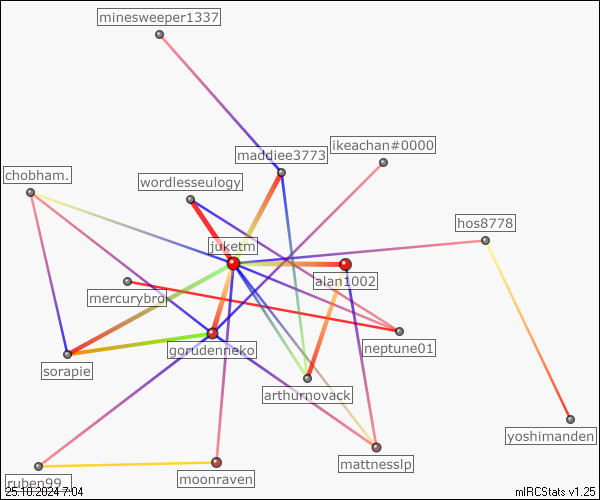 minesweeper1337
ikeachan#0000
maddiee3773
chobham.
wordlesseulogy
hos8778
juketm
alan1002
mercurybro
neptune01
gorudenneko
sorapie
arthurnovack
yoshimanden
mattnesslp
moonraven
ruben99_
25.10.2024 7:04
mIRCStats v1.25